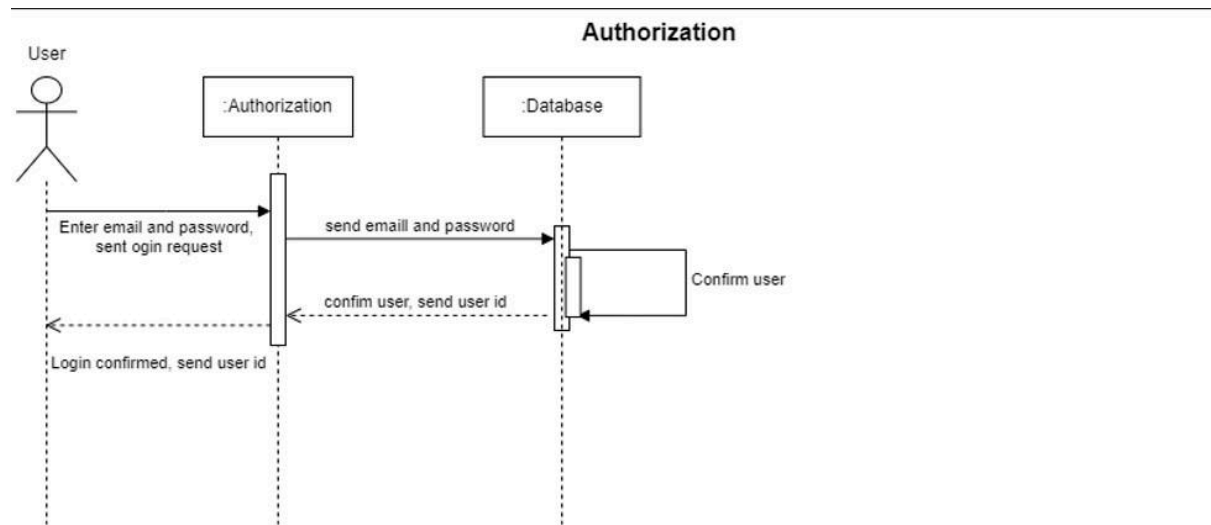 Authorization
User
:Authorization
:Database
Enter email and password,
sent ogin request
send emaill and password
Confirm user
confim user, send user id
Login confirmed, send user id